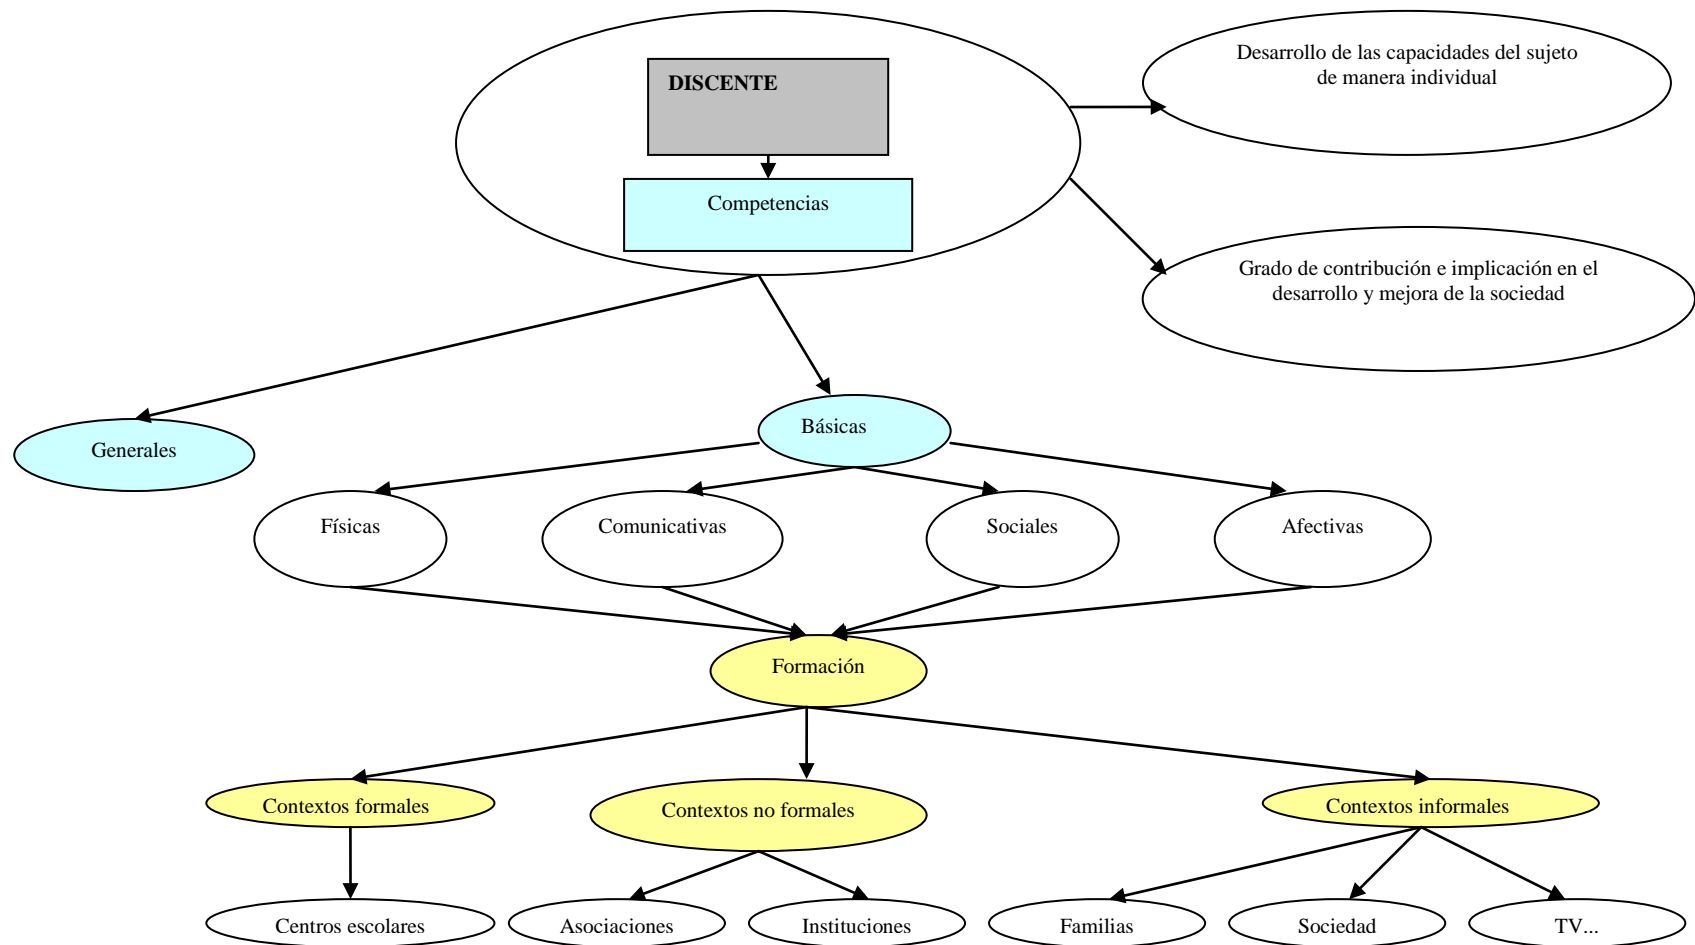 DISCENTE
Competencias
Desarrollo de las capacidades del sujeto
de manera individual
Grado de contribución e implicación en el
desarrollo y mejora de la sociedad
Generales
Básicas
Físicas
Comunicativas
Sociales
Afectivas
Formación
Contextos formales
Contextos no formales
Contextos informales
Centros escolares
Asociaciones
Instituciones
Familias
Sociedad
TV...